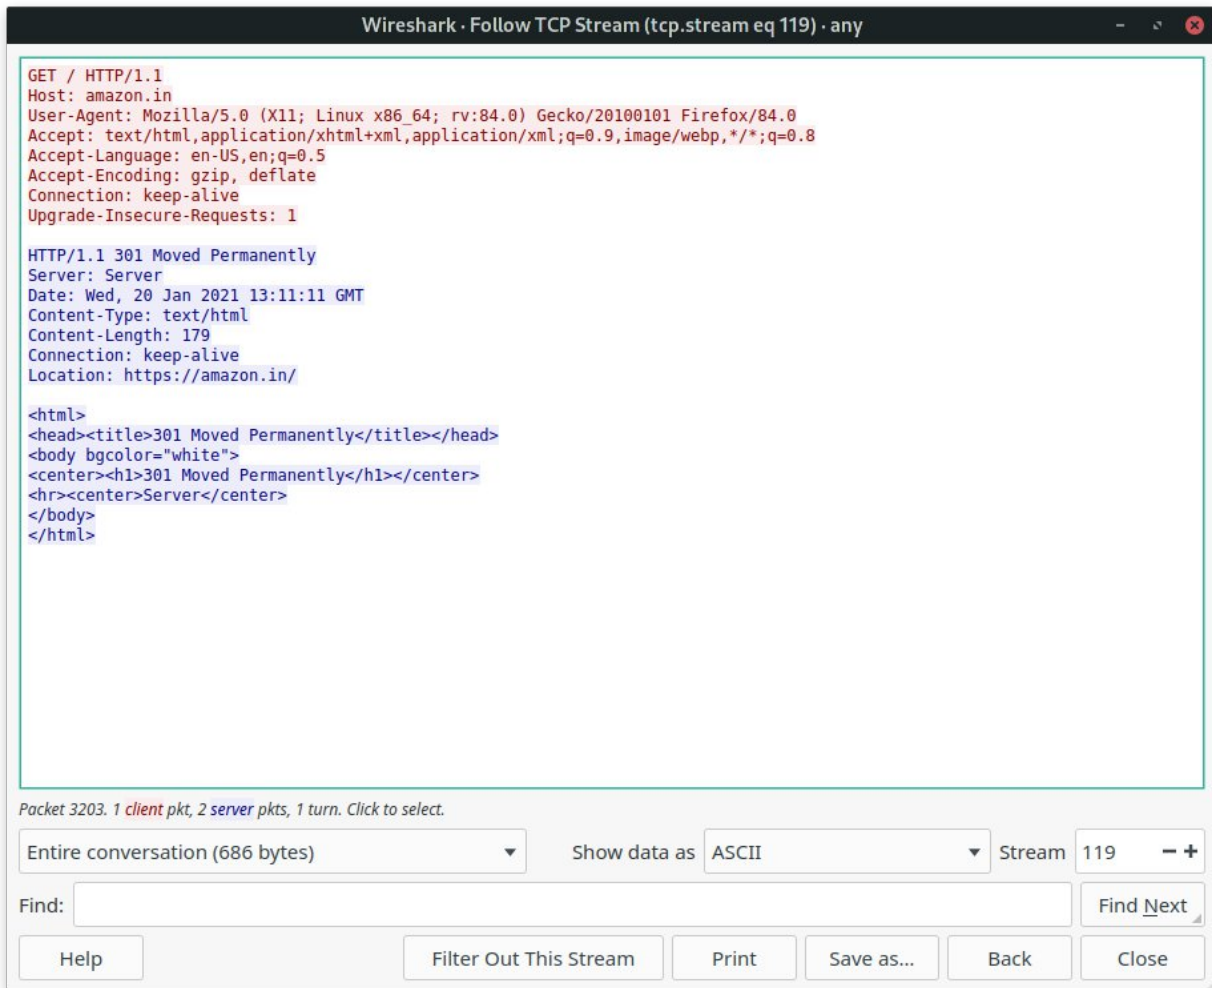 Wireshark · Follow TCP Stream (tcp.stream eq 119) · any
GET / HTTP/1.1
Host: amazon.in
User-Agent: Mozilla/5.0 (X11; Linux x86_64; rv:84.0) Gecko/20100101 Firefox/84.0
Accept: text/html,application/xhtml+xml,application/xml;q=0.9,image/webp,*/*;q=0.8
Accept-Language: en-US,en;q=0.5
Accept-Encoding: gzip, deflate
Connection: keep-alive
Upgrade-Insecure-Requests: 1
HTTP/1.1 301 Moved Permanently
Server: Server
Date: Wed, 20 Jan 2021 13:11:11 GMT
Content-Type: text/html
Content-Length: 179
Connection: keep-alive
Location: https://amazon.in/
<html>
<head><title>301 Moved Permanently</title></head>
<body bgcolor="white">
<center><h1>301 Moved Permanently</h1></center>
<hr><center>Server</center>
</body>
</html>
Packet 3203. 1 client pkt, 2 server pkts, 1 turn. Click to select.
Entire conversation (686 bytes) Show data as ASCII Stream 119
Find: Find Next
Help Filter Out This Stream Print Save as... Back Close